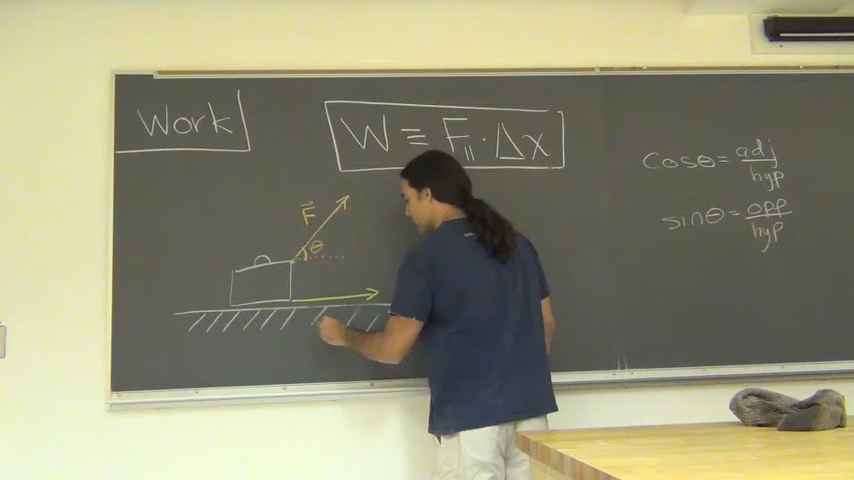 Work
W ≡ F∥ · Δx
F⃗
θ
cosθ = adj/hyp
sinθ = opp/hyp